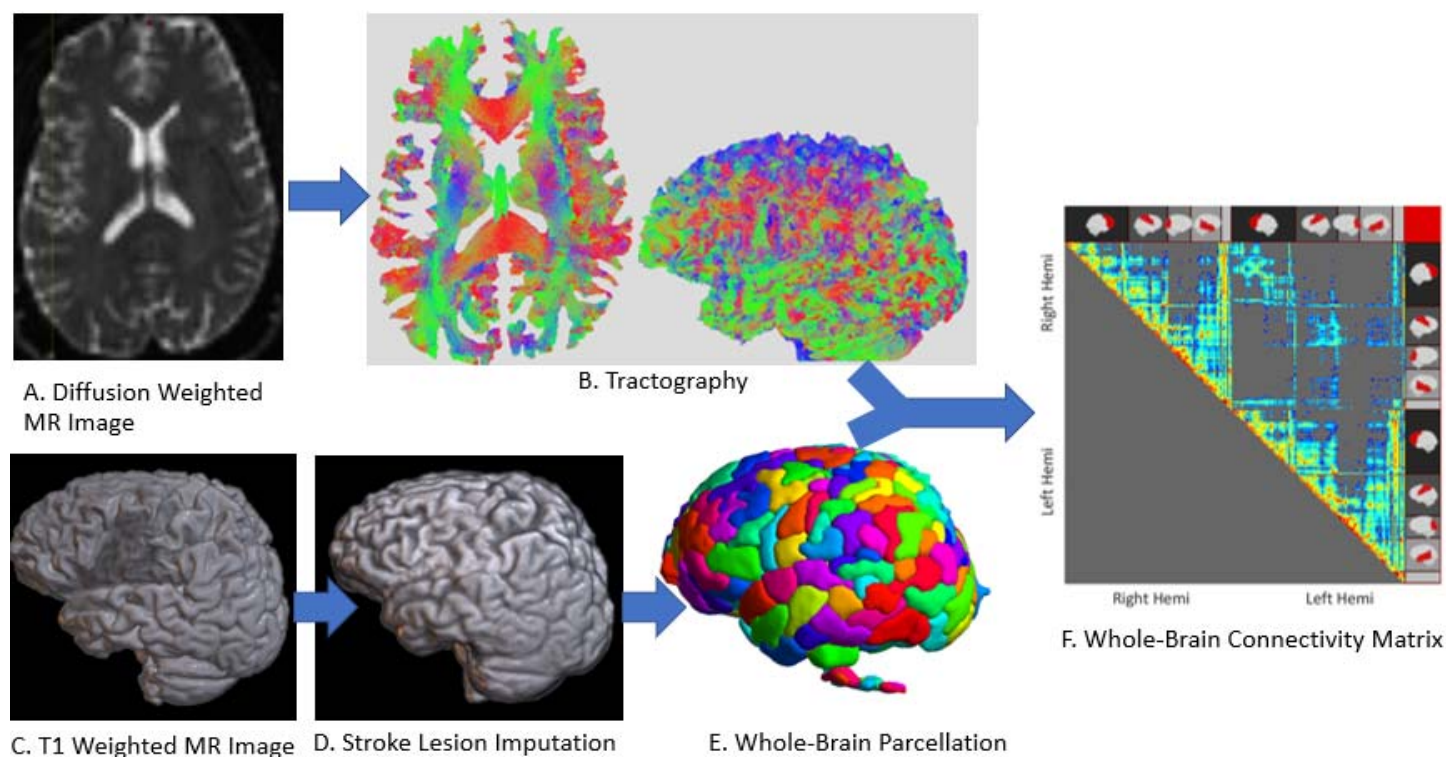 A. Diffusion Weighted
MR Image
B. Tractography
C. T1 Weighted MR Image
D. Stroke Lesion Imputation
E. Whole-Brain Parcellation
Right Hemi
Left Hemi
Right Hemi
Left Hemi
F. Whole-Brain Connectivity Matrix